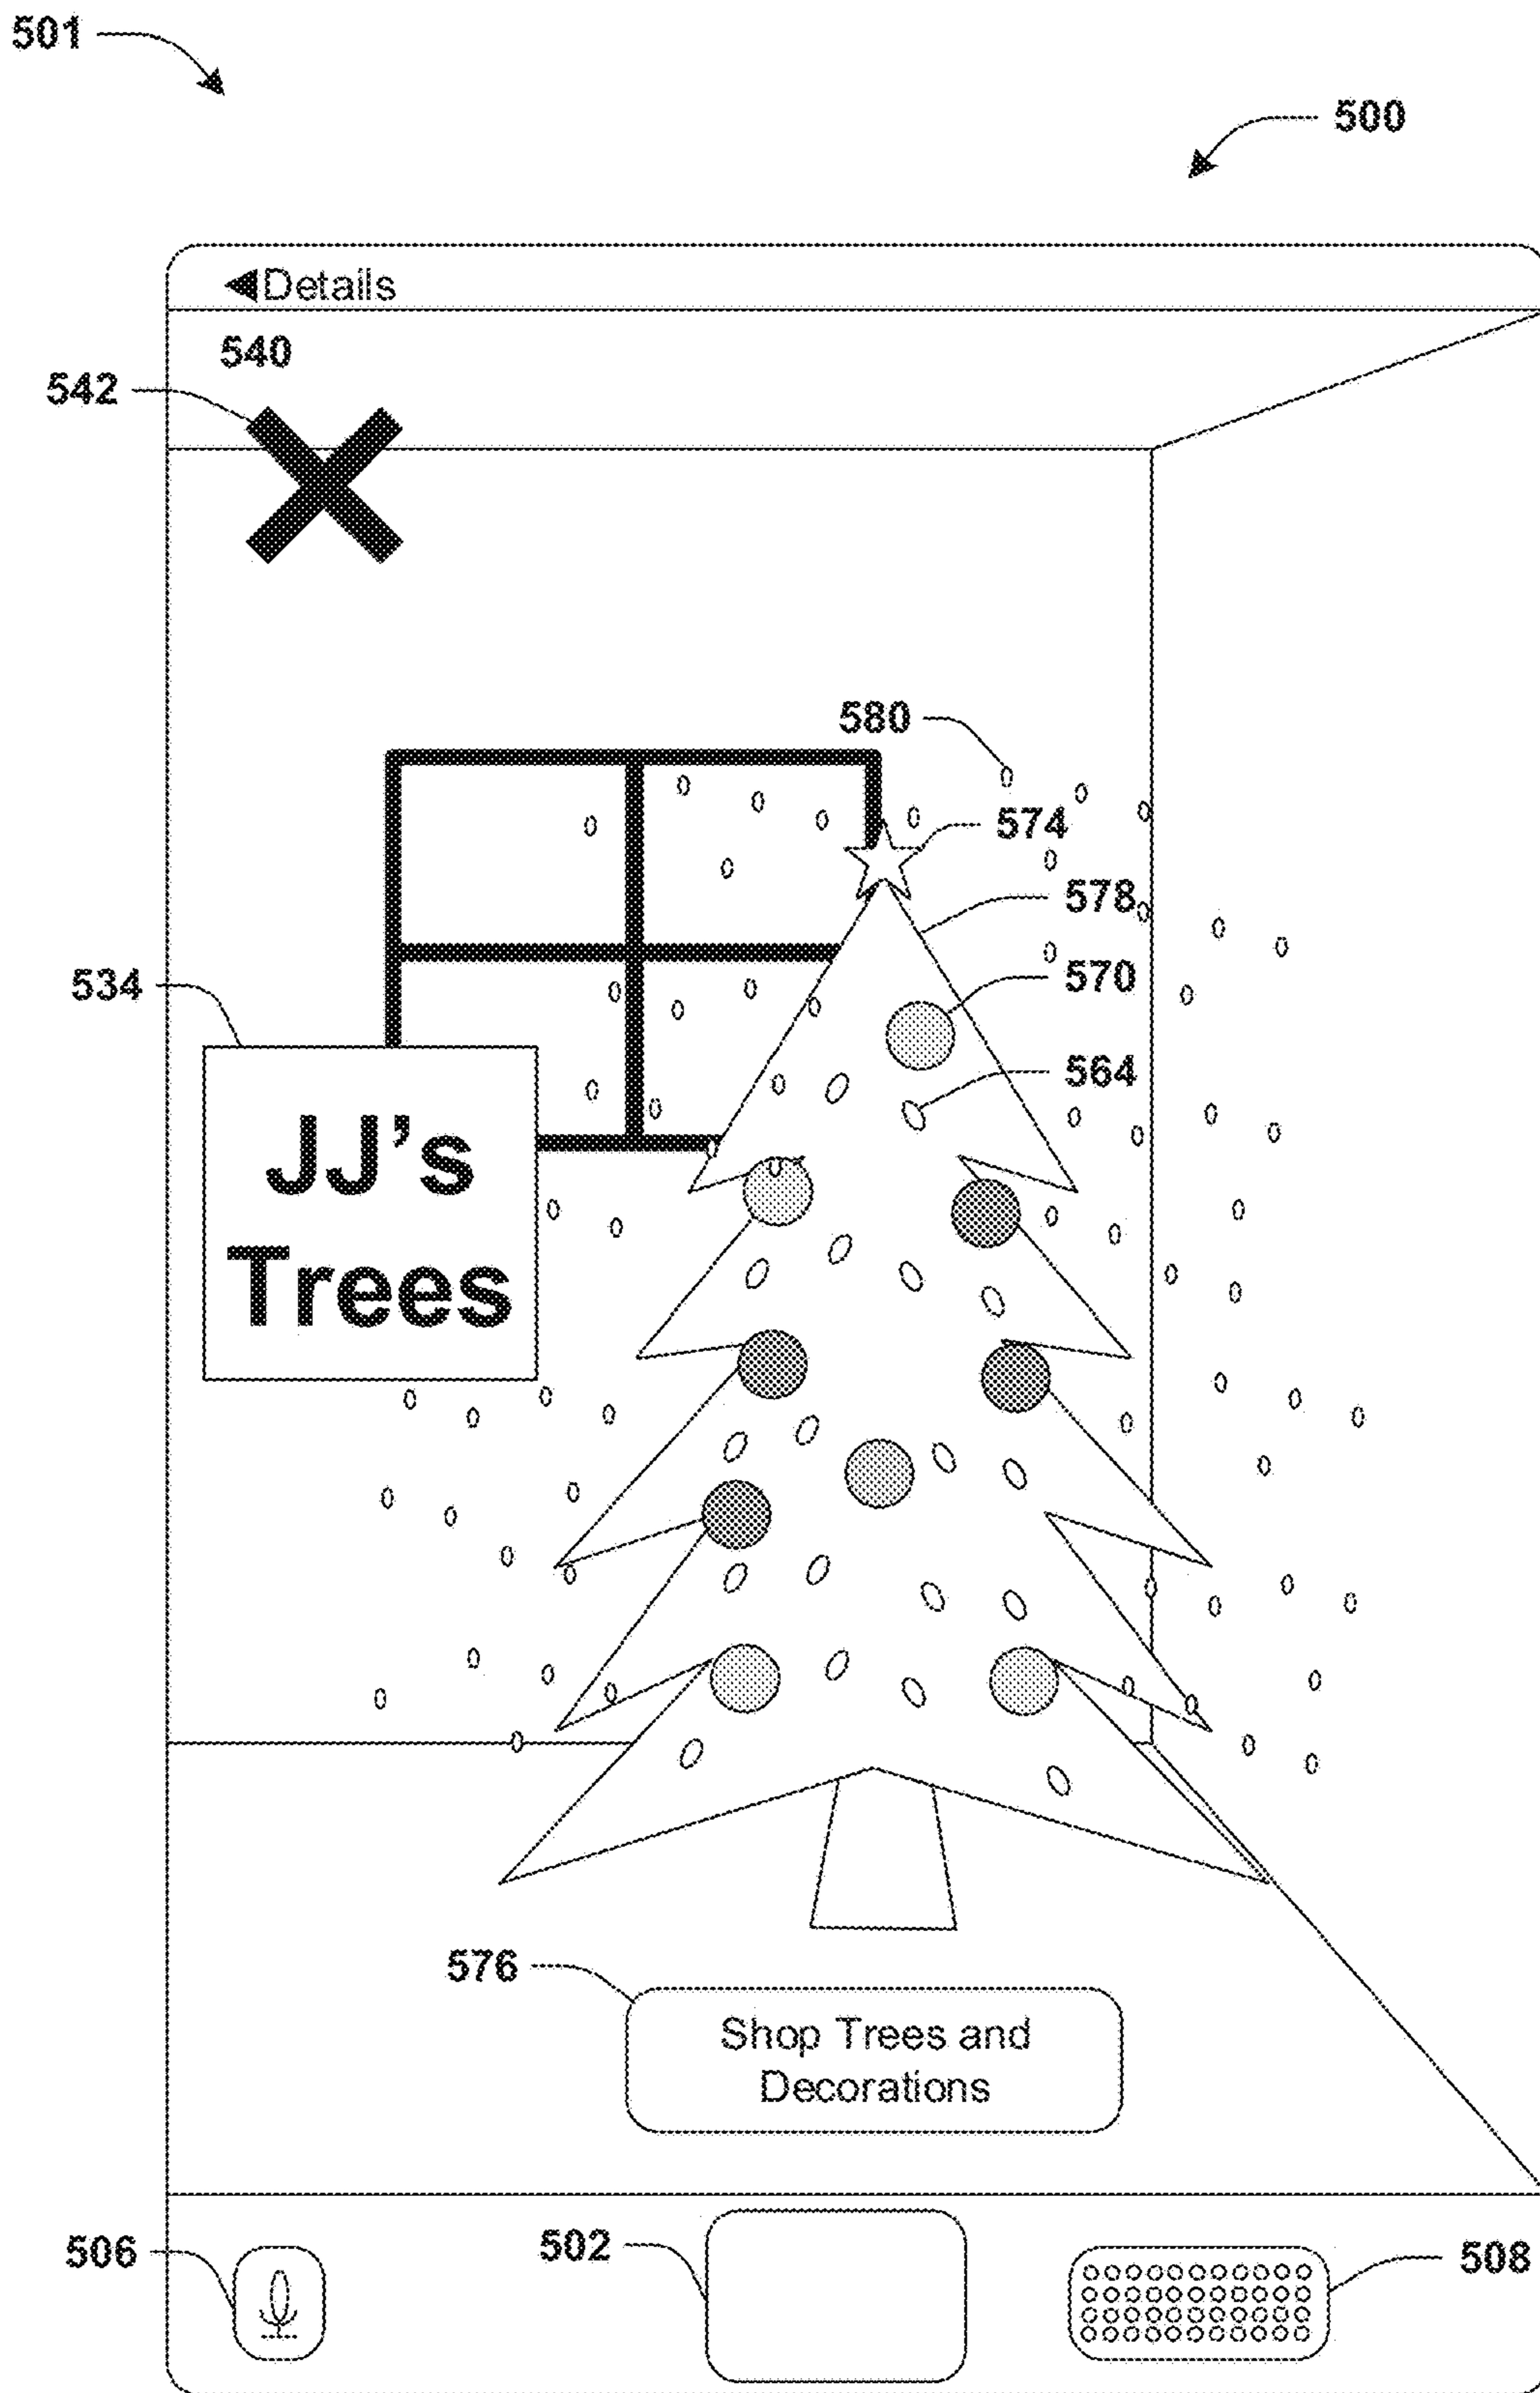 501
500
◀Details
540
542
580
574
578
534
570
564
JJ's
Trees
576
Shop Trees and
Decorations
506
502
508